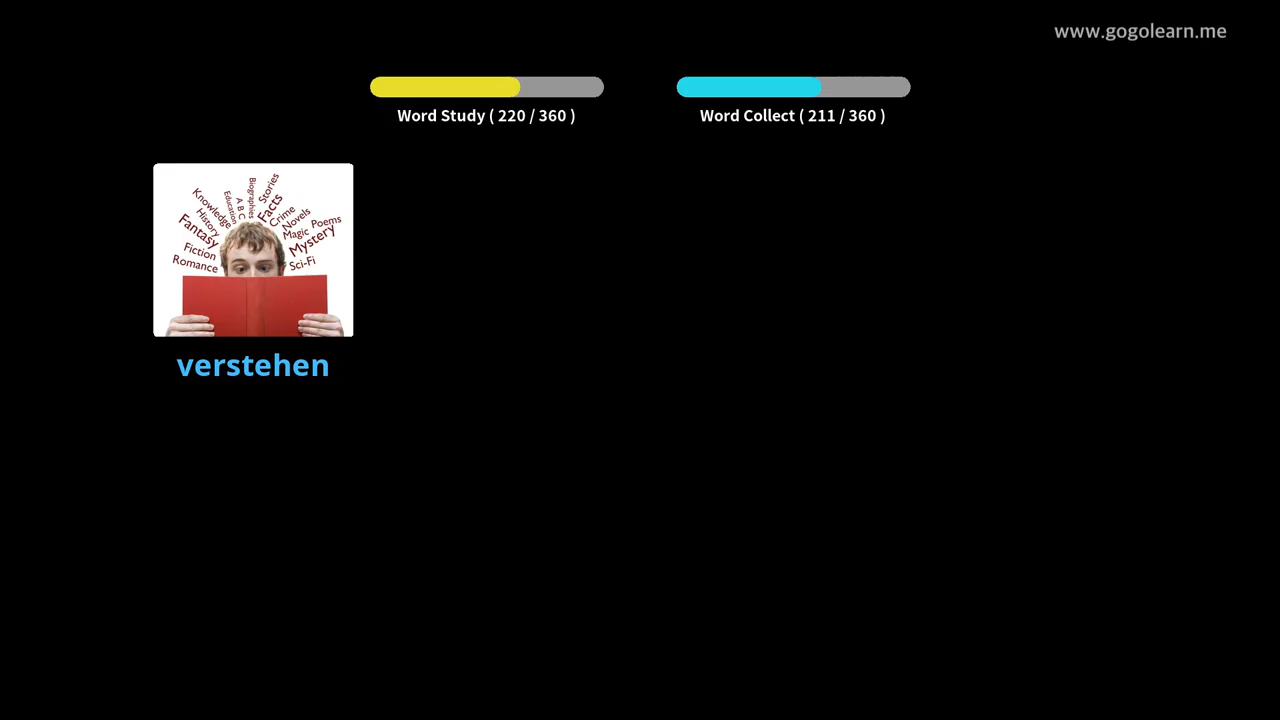 www.gogolearn.me
Word Study ( 220 / 360 )
Word Collect ( 211 / 360 )
Biographies
Stories
Knowledge
Education
A B C
Facts
History
Crime
Novels
Fantasy
Magic
Poems
Fiction
Mystery
Romance
Sci-Fi
verstehen